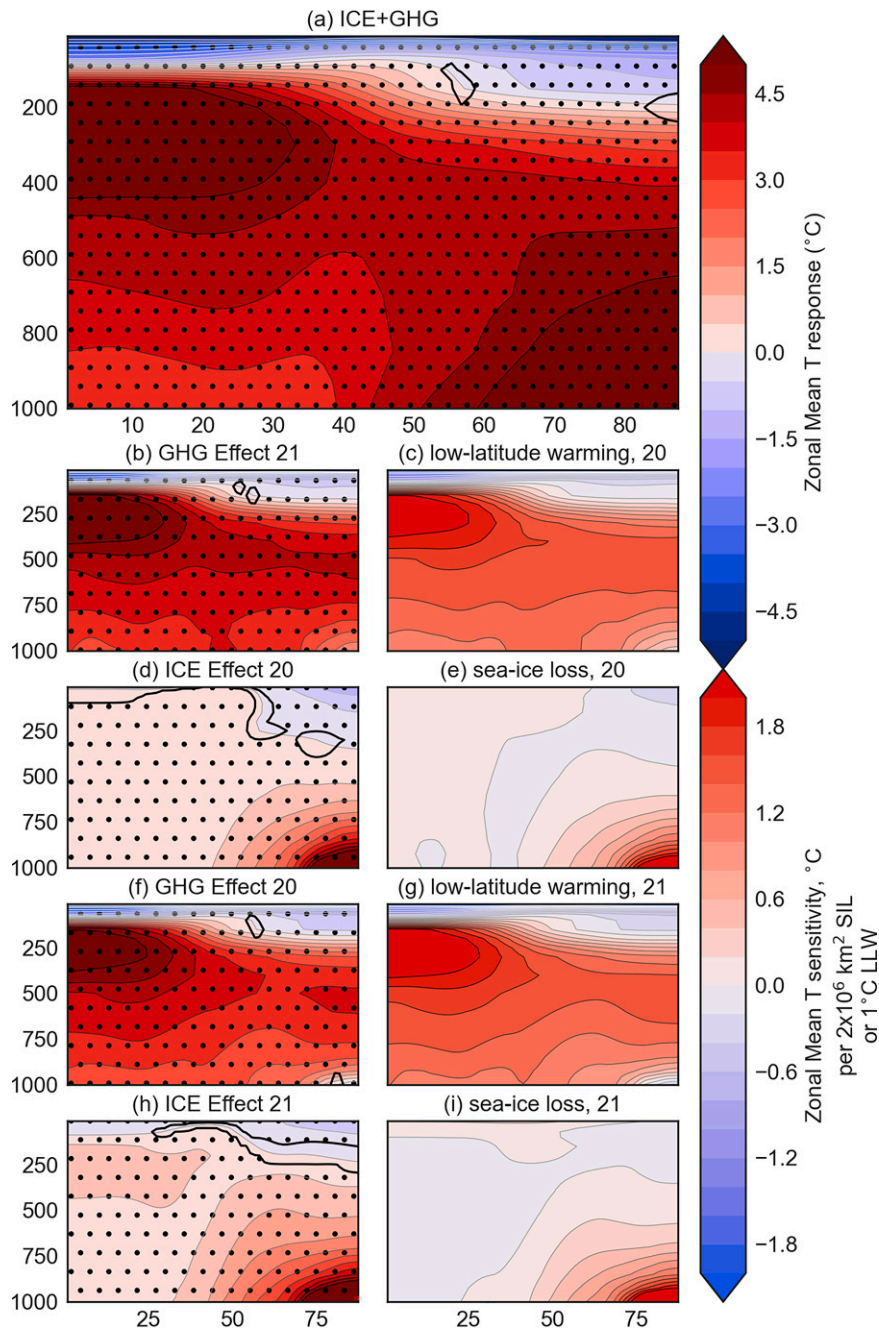 (a) ICE+GHG
200
400
600
800
1000
10 20 30 40 50 60 70 80
4.5
3.0
1.5
0.0
−1.5
−3.0
−4.5
Zonal Mean T response (°C)
(b) GHG Effect 21
(c) low-latitude warming, 20
250
500
750
1000
(d) ICE Effect 20
(e) sea-ice loss, 20
250
500
750
1000
(f) GHG Effect 20
(g) low-latitude warming, 21
250
500
750
1000
(h) ICE Effect 21
(i) sea-ice loss, 21
250
500
750
1000
25 50 75
25 50 75
1.8
1.2
0.6
0.0
−0.6
−1.2
−1.8
Zonal Mean T sensitivity, °C
per 2x10⁶ km² SIL
or 1°C LLW